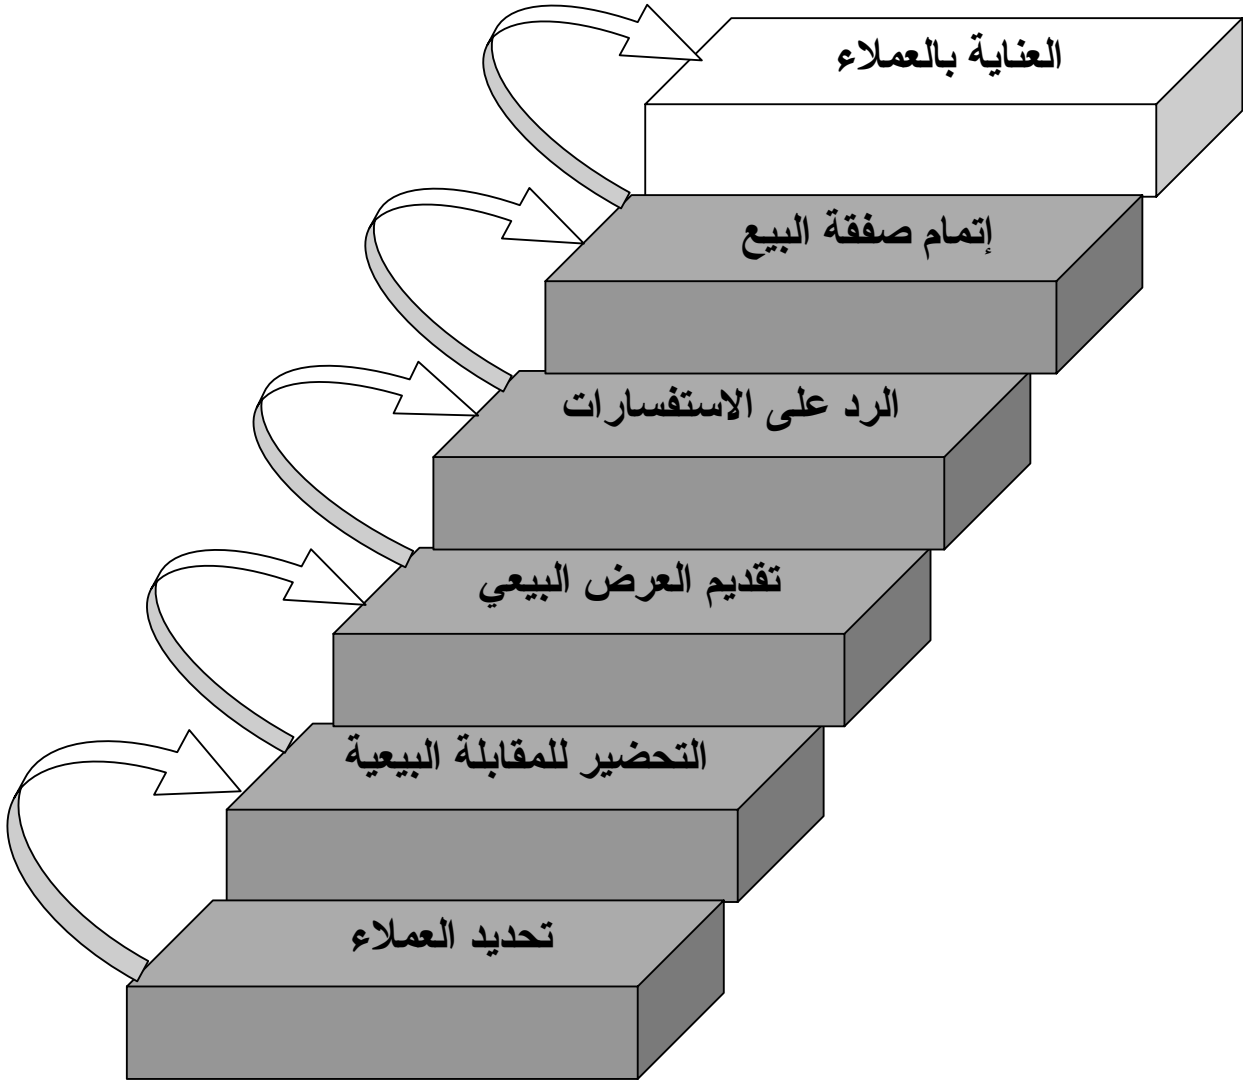 العناية بالعملاء
إتمام صفقة البيع
الرد على الاستفسارات
تقديم العرض البيعي
التحضير للمقابلة البيعية
تحديد العملاء